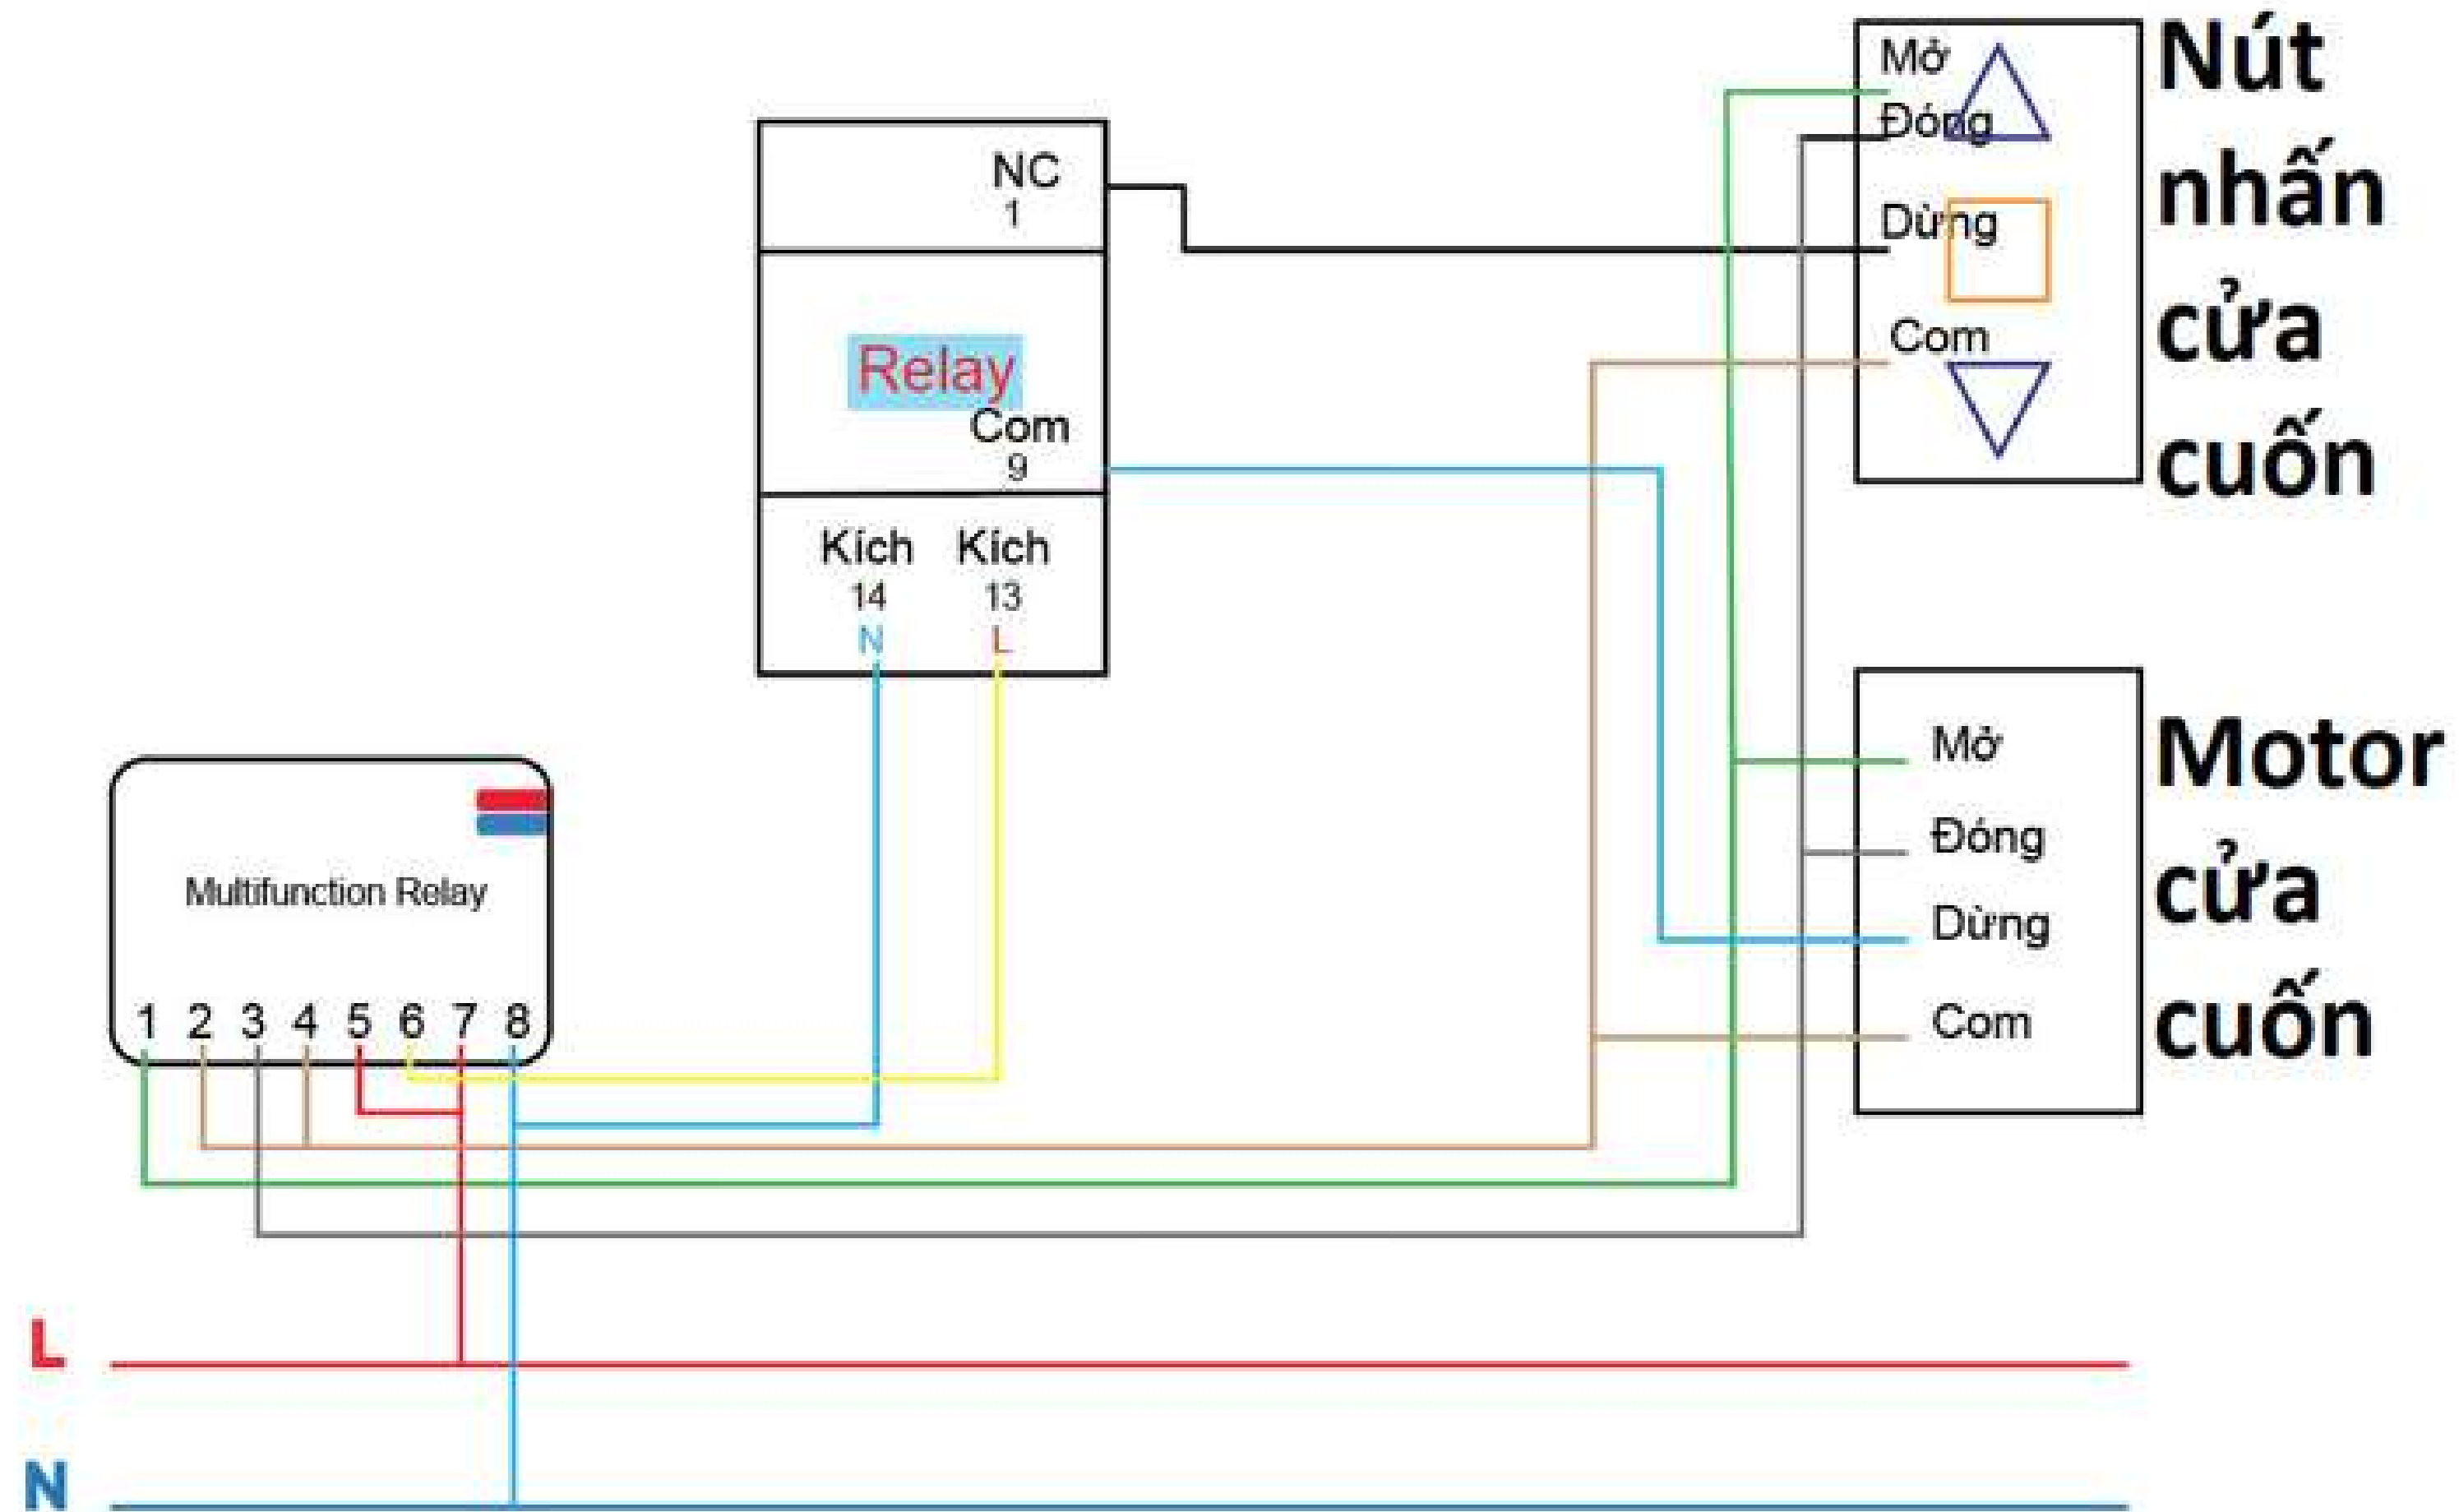 Mở
Đóng
Dừng
Com
Nút
nhấn
cửa
cuốn
NC
1
Relay
Com
9
Kích Kích
14 13
N L
Mở
Đóng
Dừng
Com
Motor
cửa
cuốn
Multifunction Relay
1 2 3 4 5 6 7 8
L
N